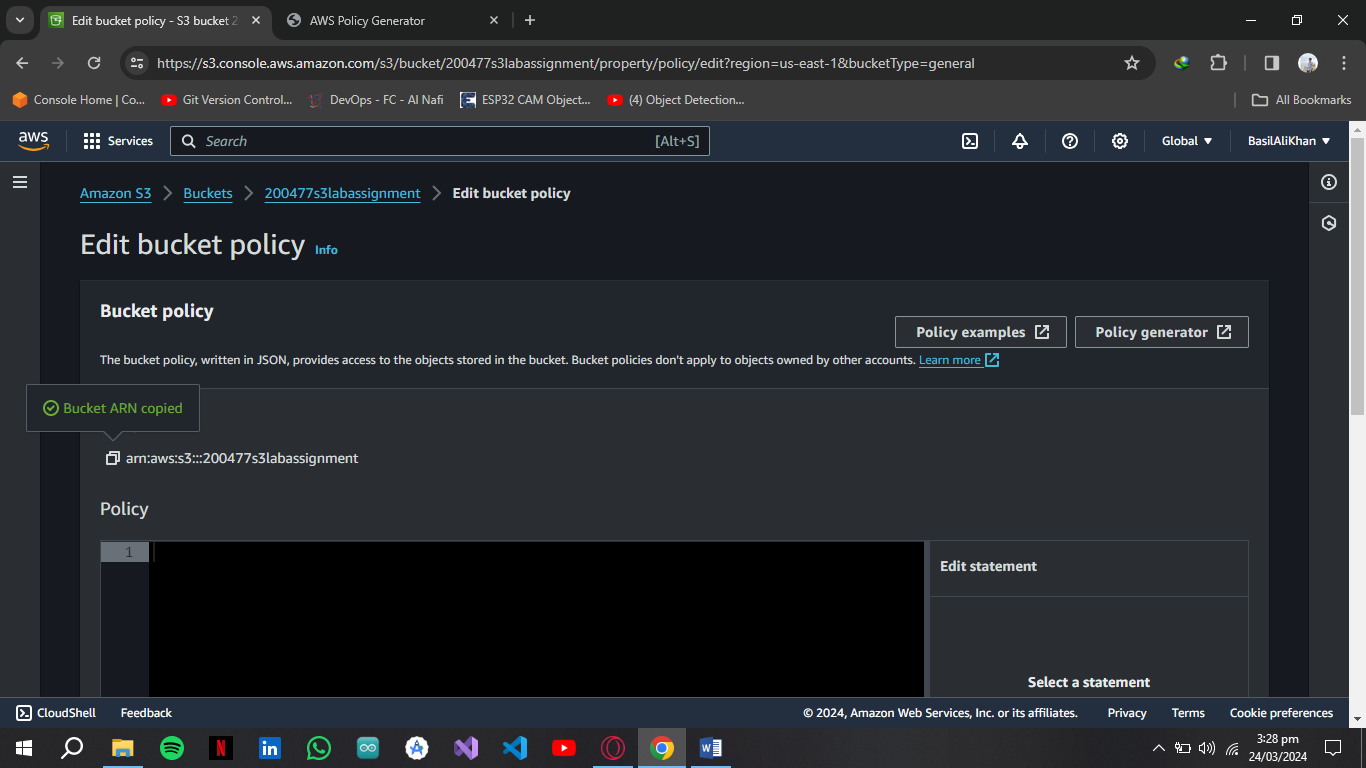 Edit bucket policy - S3 bucket 2
AWS Policy Generator
https://s3.console.aws.amazon.com/s3/bucket/200477s3labassignment/property/policy/edit?region=us-east-1&bucketType=general
Console Home | Co...
Git Version Control...
DevOps - FC - Al Nafi
ESP32 CAM Object...
(4) Object Detection...
All Bookmarks
aws
Services
Search
[Alt+S]
Global
BasilAliKhan
Amazon S3
Buckets
200477s3labassignment
Edit bucket policy
Edit bucket policy Info
Bucket policy
Policy examples
Policy generator
The bucket policy, written in JSON, provides access to the objects stored in the bucket. Bucket policies don't apply to objects owned by other accounts. Learn more
Bucket ARN copied
arn:aws:s3:::200477s3labassignment
Policy
1
Edit statement
Select a statement
CloudShell
Feedback
© 2024, Amazon Web Services, Inc. or its affiliates.
Privacy
Terms
Cookie preferences
3:28 pm
24/03/2024